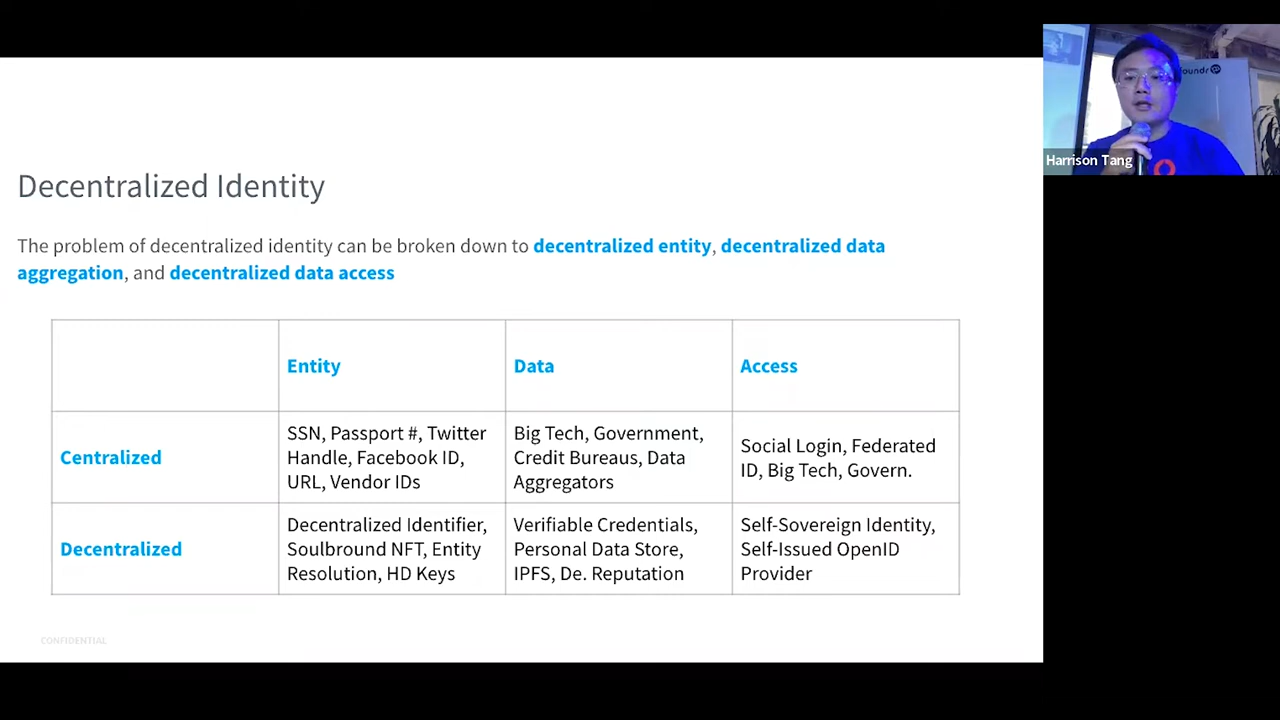 Decentralized Identity
The problem of decentralized identity can be broken down to decentralized entity, decentralized data
aggregation, and decentralized data access
Entity
Data
Access
Centralized
SSN, Passport #, Twitter
Handle, Facebook ID,
URL, Vendor IDs
Big Tech, Government,
Credit Bureaus, Data
Aggregators
Social Login, Federated
ID, Big Tech, Govern.
Decentralized
Decentralized Identifier,
Soulbround NFT, Entity
Resolution, HD Keys
Verifiable Credentials,
Personal Data Store,
IPFS, De. Reputation
Self-Sovereign Identity,
Self-Issued OpenID
Provider
CONFIDENTIAL
Harrison Tang